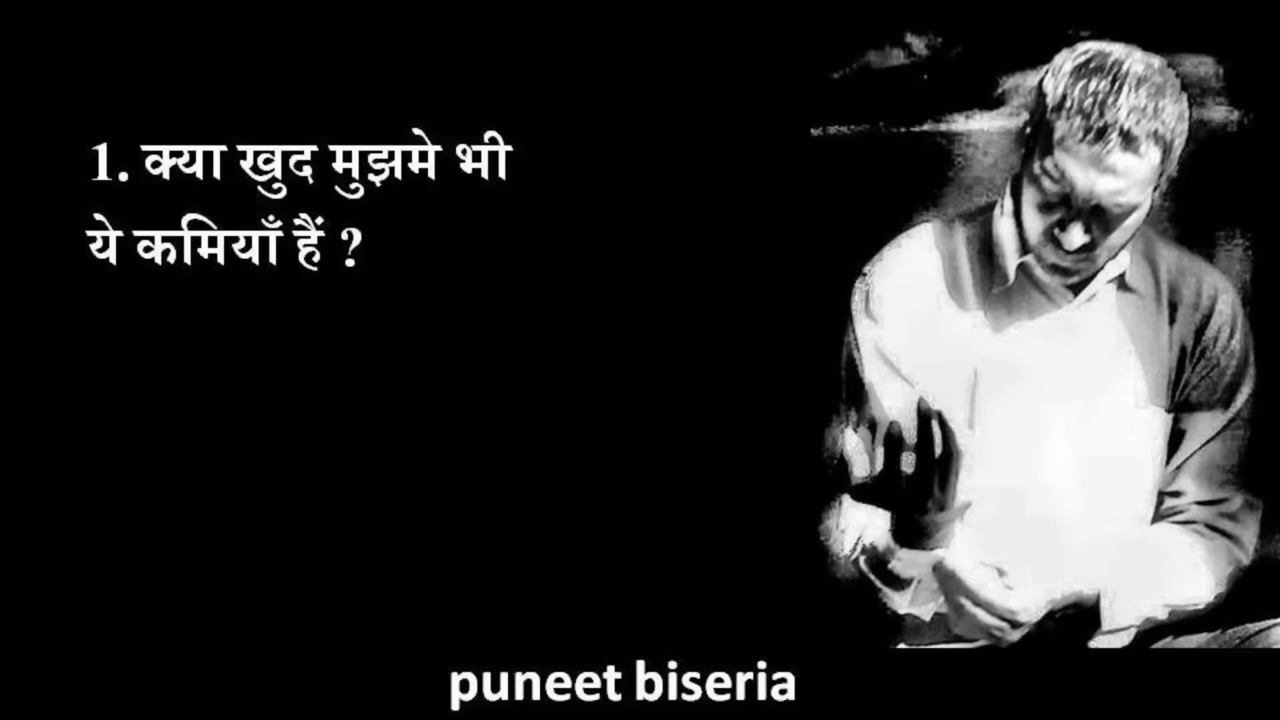 1. क्या खुद मुझमे भी
ये कमियाँ हैं ?
puneet biseria